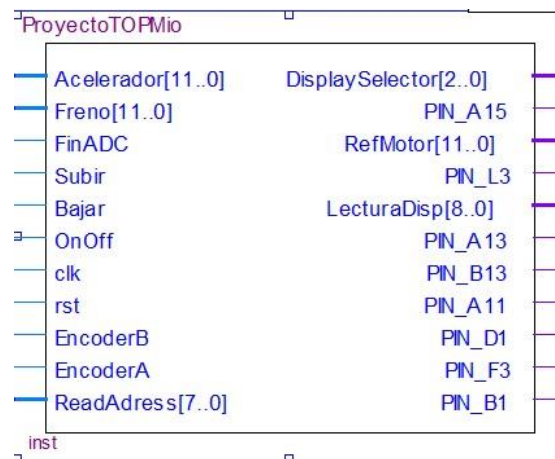 ProyectoTOPMio
Acelerador[11..0] DisplaySelector[2..0]
Freno[11..0] PIN_A15
FinADC RefMotor[11..0]
Subir PIN_L3
Bajar LecturaDisp[8..0]
OnOff PIN_A13
clk PIN_B13
rst PIN_A11
EncoderB PIN_D1
EncoderA PIN_F3
ReadAdress[7..0] PIN_B1
inst